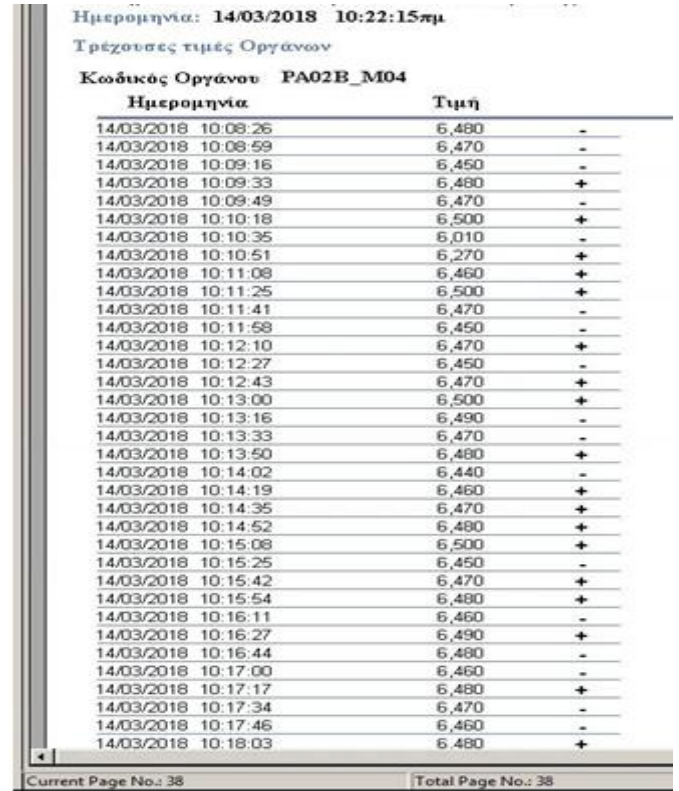 Ημερομηνία: 14/03/2018 10:22:15πμ
Τρέχουσες τιμές Οργάνων
Κωδικός Οργάνου PA02B_M04
Ημερομηνία Τιμή
14/03/2018 10:08:26 6,480 -
14/03/2018 10:08:59 6,470 -
14/03/2018 10:09:16 6,450 -
14/03/2018 10:09:33 6,480 +
14/03/2018 10:09:49 6,470 -
14/03/2018 10:10:18 6,500 +
14/03/2018 10:10:35 6,010 -
14/03/2018 10:10:51 6,270 +
14/03/2018 10:11:08 6,460 +
14/03/2018 10:11:25 6,500 +
14/03/2018 10:11:41 6,470 -
14/03/2018 10:11:58 6,450 -
14/03/2018 10:12:10 6,470 +
14/03/2018 10:12:27 6,450 -
14/03/2018 10:12:43 6,470 +
14/03/2018 10:13:00 6,500 +
14/03/2018 10:13:16 6,490 -
14/03/2018 10:13:33 6,470 -
14/03/2018 10:13:50 6,480 +
14/03/2018 10:14:02 6,440 -
14/03/2018 10:14:19 6,460 +
14/03/2018 10:14:35 6,470 +
14/03/2018 10:14:52 6,480 +
14/03/2018 10:15:08 6,500 +
14/03/2018 10:15:25 6,450 -
14/03/2018 10:15:42 6,470 +
14/03/2018 10:15:54 6,480 +
14/03/2018 10:16:11 6,460 -
14/03/2018 10:16:27 6,490 +
14/03/2018 10:16:44 6,480 -
14/03/2018 10:17:00 6,460 -
14/03/2018 10:17:17 6,480 +
14/03/2018 10:17:34 6,470 -
14/03/2018 10:17:46 6,460 -
14/03/2018 10:18:03 6,480 +
Current Page No.: 38 Total Page No.: 38